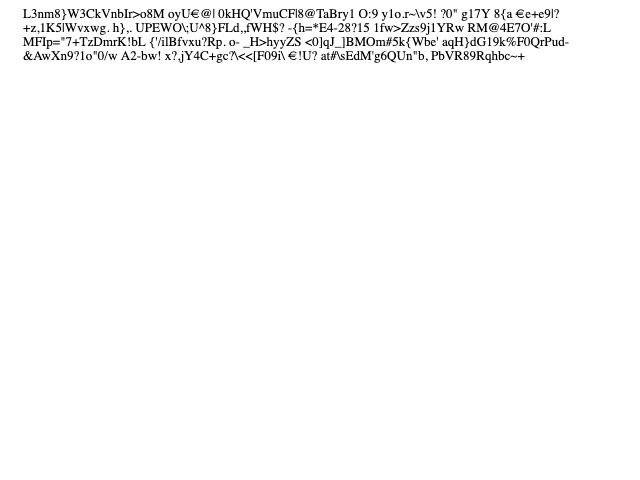 L3nm8}W3CkVnbIr>o8M oyU€@| 0kHQ'VmuCF|8@TaBry1 O:9 y1o.r~\v5! ?0" g17Y 8{a €e+e9|?
+z,1K5|Wvxwg. h},. UPEWO\;U^8}FLd,,fWH$? -{h=*E4-28?15 1fw>Zzs9j1YRw RM@4E7O'#:L
MFIp="7+TzDmrK!bL {'/ilBfvxu?Rp. o- _H>hyyZS <0]qJ_]BMOm#5k{Wbe' aqH}dG19k%F0QrPud-
&AwXn9?1o"0/w A2-bw! x?,jY4C+gc?\<<[F09i\ €!U? at#\sEdM'g6QUn"b, PbVR89Rqhbc~+